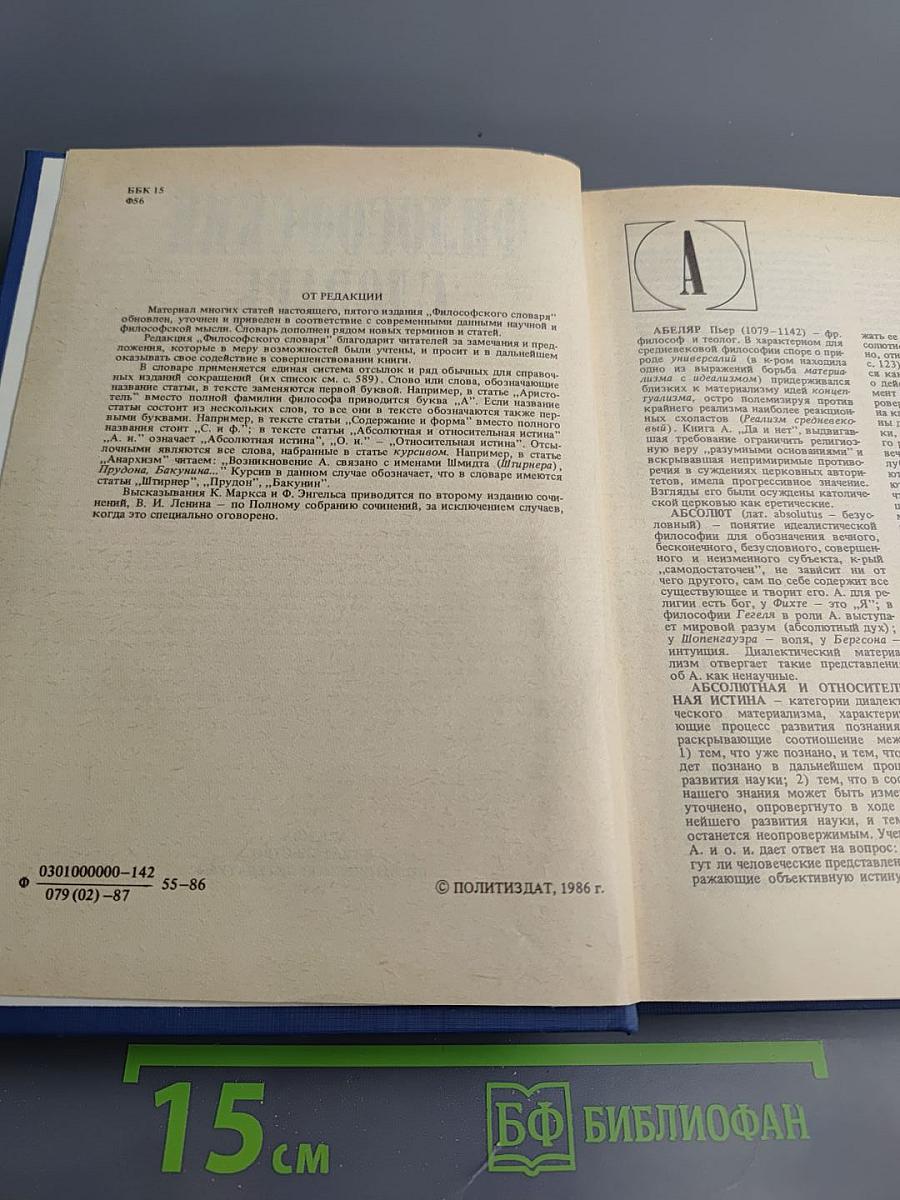 ББК 15
Ф56
ОТ РЕДАКЦИИ
Материал многих статей настоящего, пятого издания „Философского словаря"
обновлен, уточнен и приведен в соответствие с современными данными научной и
философской мысли. Словарь дополнен рядом новых терминов и статей.
Редакция „Философского словаря" благодарит читателей за замечания и пред-
ложения, которые в меру возможностей были учтены, и просит и в дальнейшем
оказывать свое содействие в совершенствовании книги.
В словаре применяется единая система отсылок и ряд обычных для справоч-
ных изданий сокращений (их список см. с. 589). Слово или слова, обозначающие
название статьи, в тексте заменяются первой буквой. Например, в статье „Аристо-
тель" вместо полной фамилии философа приводится буква „А". Если название
статьи состоит из нескольких слов, то все они в тексте обозначаются также пер-
выми буквами. Например, в тексте статьи „Содержание и форма" вместо полного
названия стоит „С. и ф."; в тексте статьи „Абсолютная и относительная истина"
„А. и." означает „Абсолютная истина", „О. и." – „Относительная истина". Отсы-
лочными являются все слова, набранные в статье курсивом. Например, в статье
„Анархизм" читаем: „Возникновение А. связано с именами Шмидта (Штирнера),
Прудона, Бакунина..." Курсив в данном случае обозначает, что в словаре имеются
статьи „Штирнер", „Прудон", „Бакунин".
Высказывания К. Маркса и Ф. Энгельса приводятся по второму изданию сочи-
нений, В. И. Ленина – по Полному собранию сочинений, за исключением случаев,
когда это специально оговорено.
Ф 0301000000–142
079(02)–87
55–86
© ПОЛИТИЗДАТ, 1986 г.
А
АБЕЛЯР Пьер (1079–1142) – фр.
философ и теолог. В характерном для
средневековой философии споре о при-
роде универсалий (в к-ром находила
одно из выражений борьба материа-
лизма с идеализмом) придерживался
близких к материализму идей концеп-
туализма, остро полемизируя против
крайнего реализма наиболее реакцион-
ных схоластов (Реализм средневеко-
вый). Книга А. „Да и нет", выдвигав-
шая требование ограничить религиоз-
ную веру „разумными основаниями" и
вскрывавшая непримиримые противо-
речия в суждениях церковных автори-
тетов, имела прогрессивное значение.
Взгляды его были осуждены католиче-
ской церковью как еретические.
АБСОЛЮТ (лат. absolutus – безус-
ловный) – понятие идеалистической
философии для обозначения вечного,
бесконечного, безусловного, совершен-
ного и неизменного субъекта, к-рый
„самодостаточен", не зависит ни от
чего другого, сам по себе содержит все
существующее и творит его. А. для ре-
лигии есть бог, у Фихте – это „Я"; в
философии Гегеля в роли А. выступа-
ет мировой разум (абсолютный дух);
у Шопенгауэра – воля, у Бергсона –
интуиция. Диалектический материа
лизм отвергает такие представлени
об А. как ненаучные.
АБСОЛЮТНАЯ И ОТНОСИТЕЛ
НАЯ ИСТИНА – категории диалект
ческого материализма, характери
ющие процесс развития познания
раскрывающие соотношение меж
1) тем, что уже познано, и тем, что
дет познано в дальнейшем проц
развития науки; 2) тем, что в сос
нашего знания может быть изме
уточнено, опровергнуто в ходе
нейшего развития науки, и тем
останется неопровержимым. Уче
А. и о. и. дает ответ на вопрос:
гут ли человеческие представлен
ражающие объективную истину
жать ее
солютн
но, отн
с. 123)
ся как
о дей
мент
15 см
БФ БИБЛИОФАН